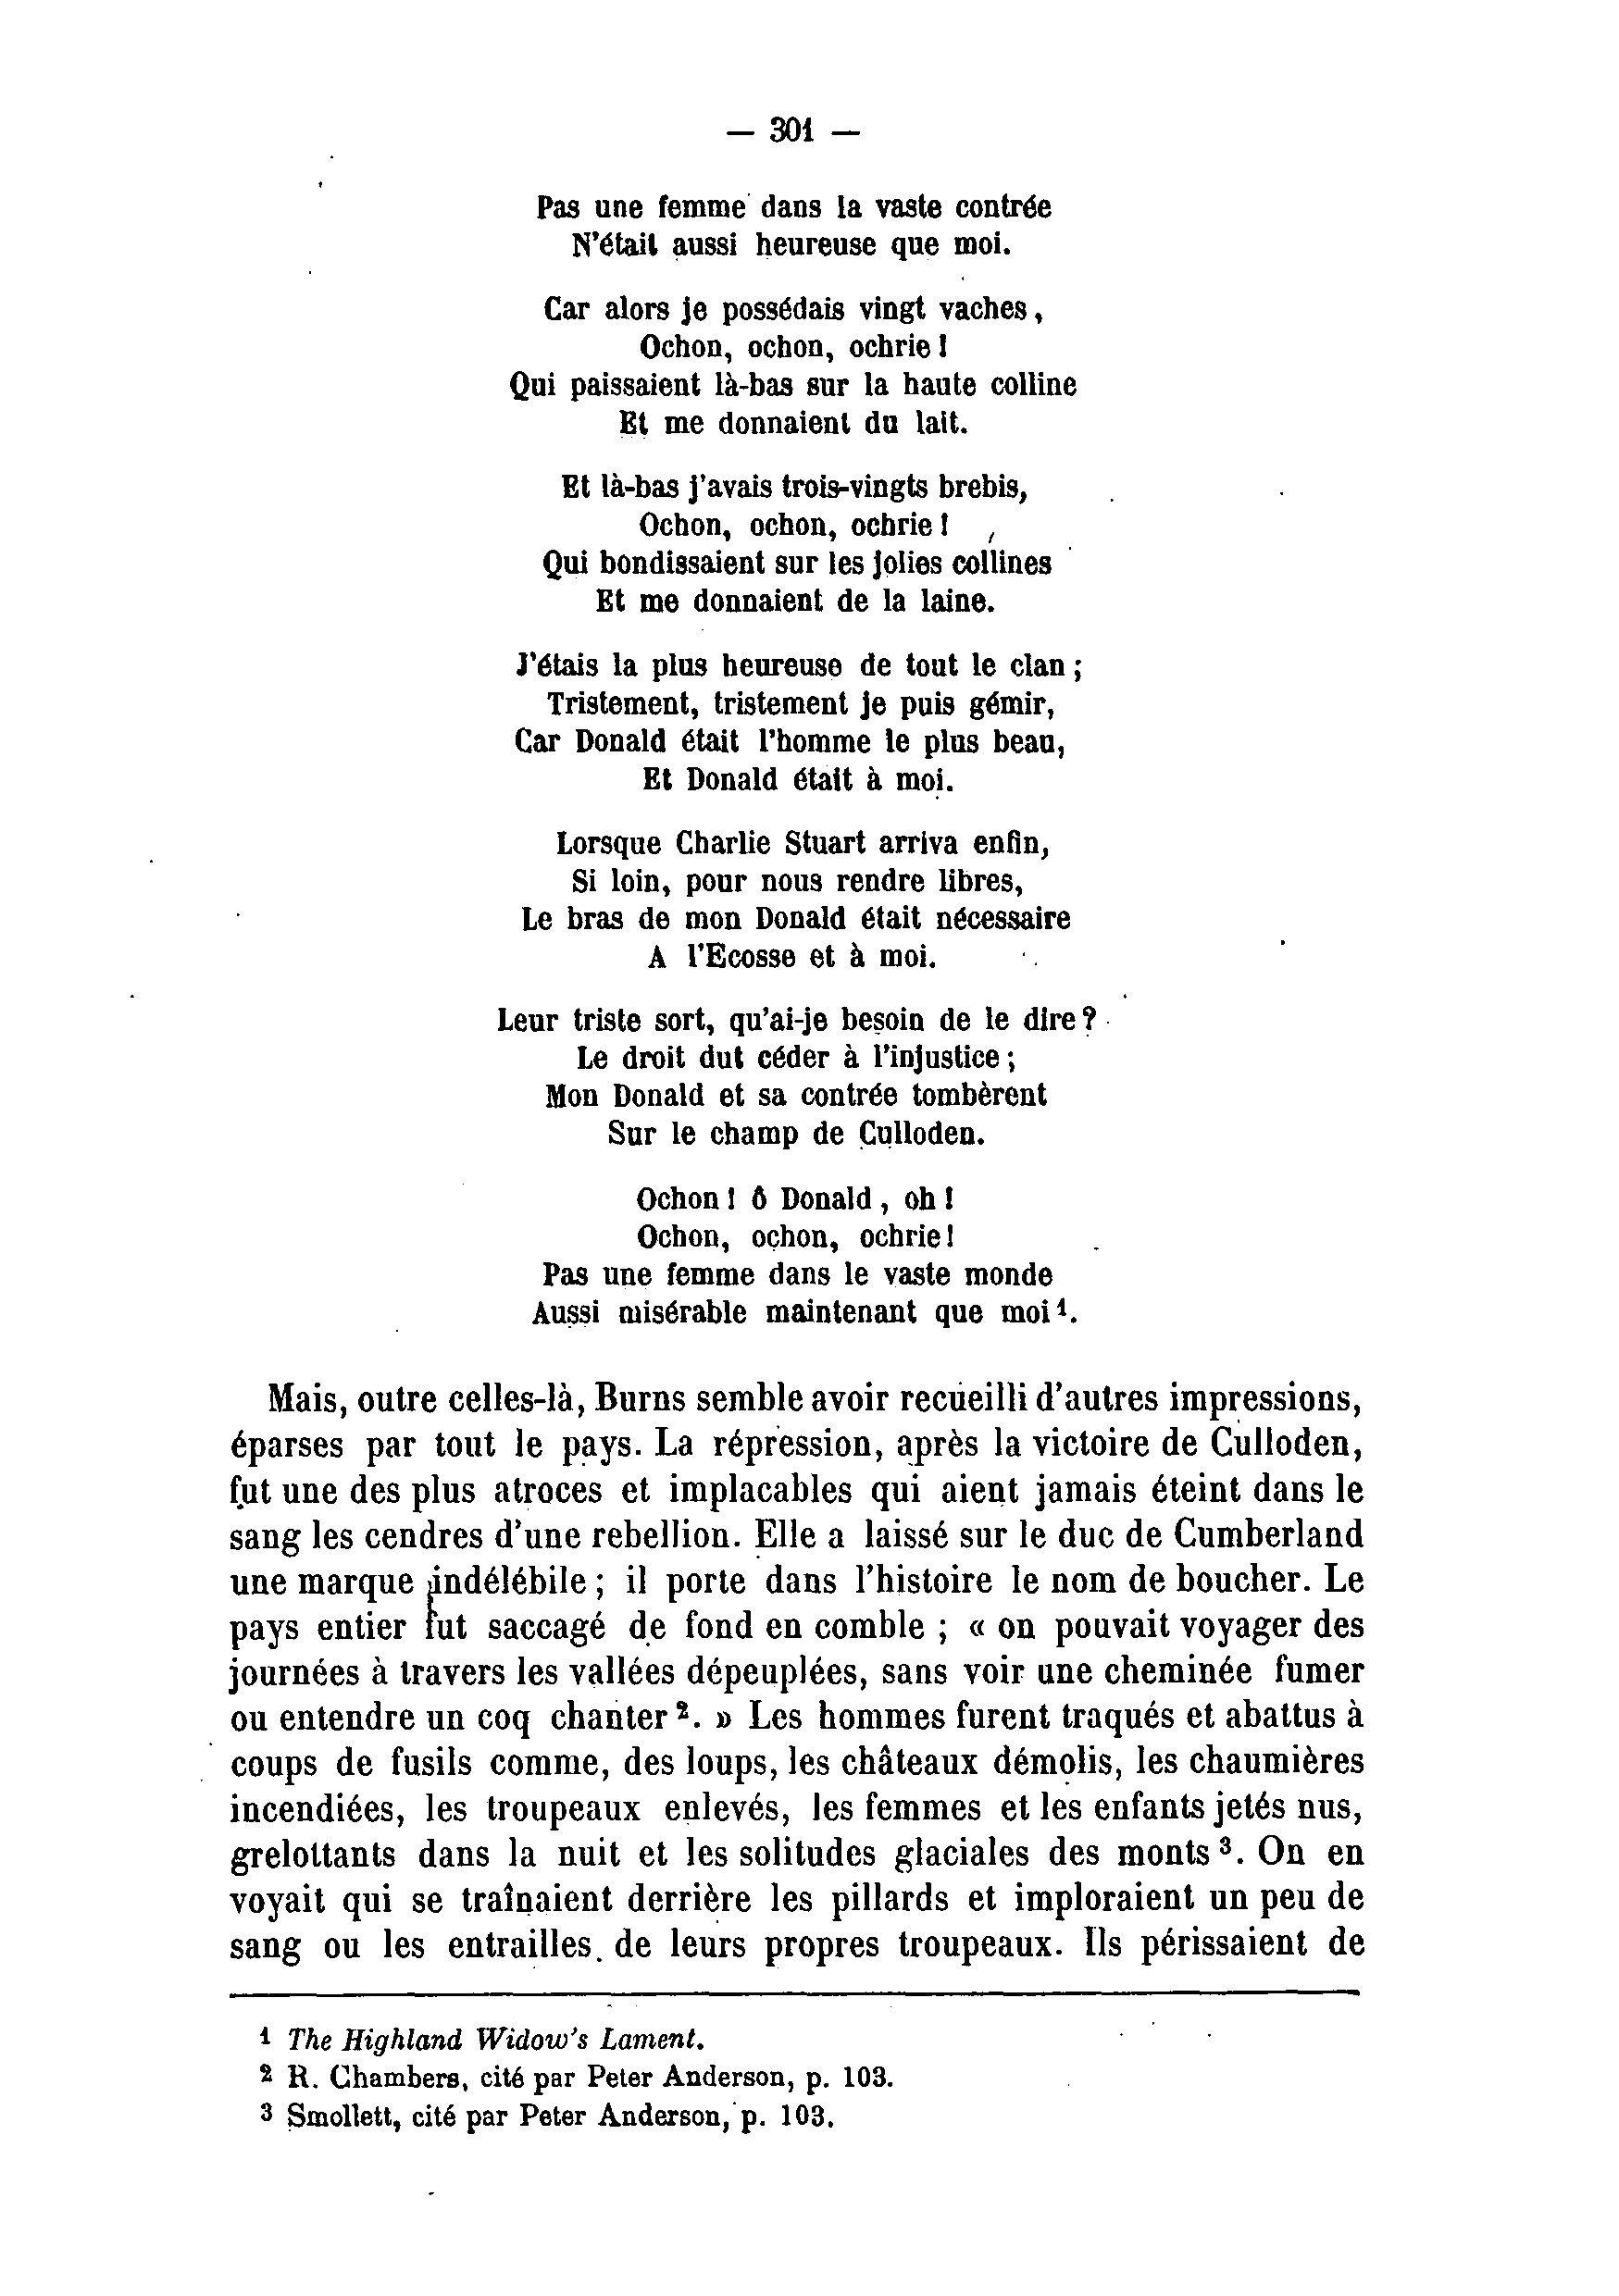 — 301 —
Pas une femme dans la vaste contrée
N'était aussi heureuse que moi.
Car alors je possédais vingt vaches,
Ochon, ochon, ochrie !
Qui paissaient là-bas sur la haute colline
Et me donnaient du lait.
Et là-bas j'avais trois-vingts brebis,
Ochon, ochon, ochrie !
Qui bondissaient sur les jolies collines
Et me donnaient de la laine.
J'étais la plus heureuse de tout le clan ;
Tristement, tristement je puis gémir,
Car Donald était l'homme le plus beau,
Et Donald était à moi.
Lorsque Charlie Stuart arriva enfin,
Si loin, pour nous rendre libres,
Le bras de mon Donald était nécessaire
A l'Ecosse et à moi.
Leur triste sort, qu'ai-je besoin de le dire ?
Le droit dut céder à l'injustice ;
Mon Donald et sa contrée tombèrent
Sur le champ de Culloden.
Ochon ! ô Donald, oh !
Ochon, ochon, ochrie !
Pas une femme dans le vaste monde
Aussi misérable maintenant que moi ¹.
Mais, outre celles-là, Burns semble avoir recueilli d'autres impressions,
éparses par tout le pays. La répression, après la victoire de Culloden,
fut une des plus atroces et implacables qui aient jamais éteint dans le
sang les cendres d'une rebellion. Elle a laissé sur le duc de Cumberland
une marque indélébile ; il porte dans l'histoire le nom de boucher. Le
pays entier fut saccagé de fond en comble ; « on pouvait voyager des
journées à travers les vallées dépeuplées, sans voir une cheminée fumer
ou entendre un coq chanter ². » Les hommes furent traqués et abattus à
coups de fusils comme, des loups, les châteaux démolis, les chaumières
incendiées, les troupeaux enlevés, les femmes et les enfants jetés nus,
grelottants dans la nuit et les solitudes glaciales des monts ³. On en
voyait qui se traînaient derrière les pillards et imploraient un peu de
sang ou les entrailles de leurs propres troupeaux. Ils périssaient de
¹ The Highland Widow's Lament.
² R. Chambers, cité par Peter Anderson, p. 103.
³ Smollett, cité par Peter Anderson, p. 103.